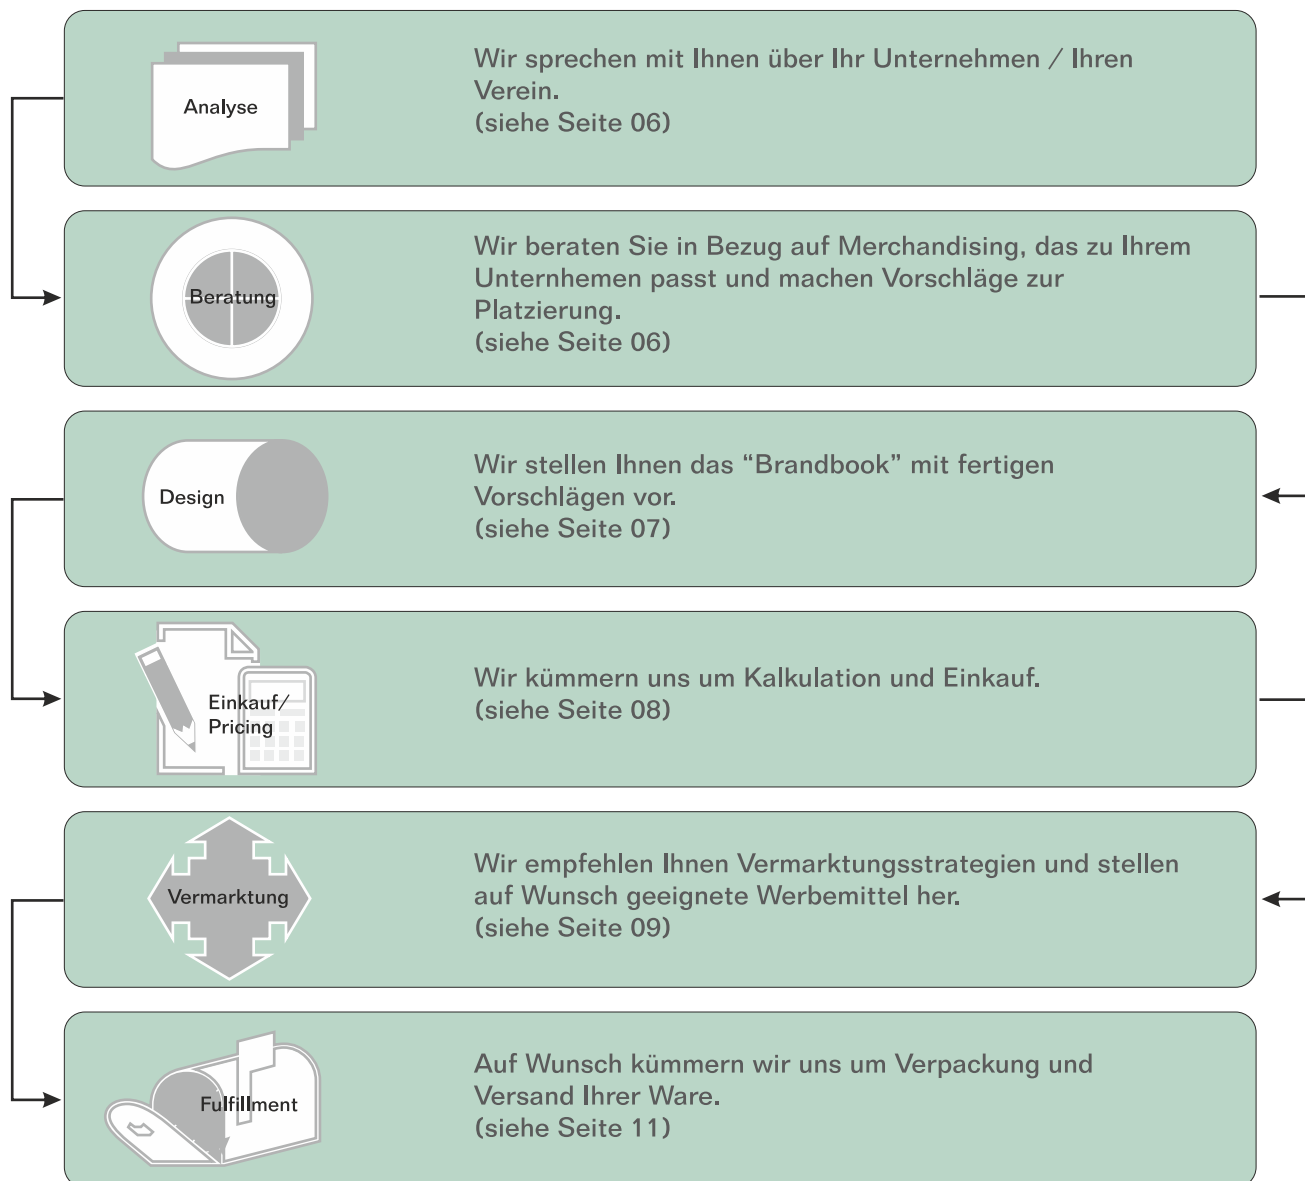 Analyse
Wir sprechen mit Ihnen über Ihr Unternehmen / Ihren
Verein.
(siehe Seite 06)
Beratung
Wir beraten Sie in Bezug auf Merchandising, das zu Ihrem
Unternhemen passt und machen Vorschläge zur
Platzierung.
(siehe Seite 06)
Design
Wir stellen Ihnen das “Brandbook” mit fertigen
Vorschlägen vor.
(siehe Seite 07)
Einkauf/
Pricing
Wir kümmern uns um Kalkulation und Einkauf.
(siehe Seite 08)
Vermarktung
Wir empfehlen Ihnen Vermarktungsstrategien und stellen
auf Wunsch geeignete Werbemittel her.
(siehe Seite 09)
Fulfillment
Auf Wunsch kümmern wir uns um Verpackung und
Versand Ihrer Ware.
(siehe Seite 11)